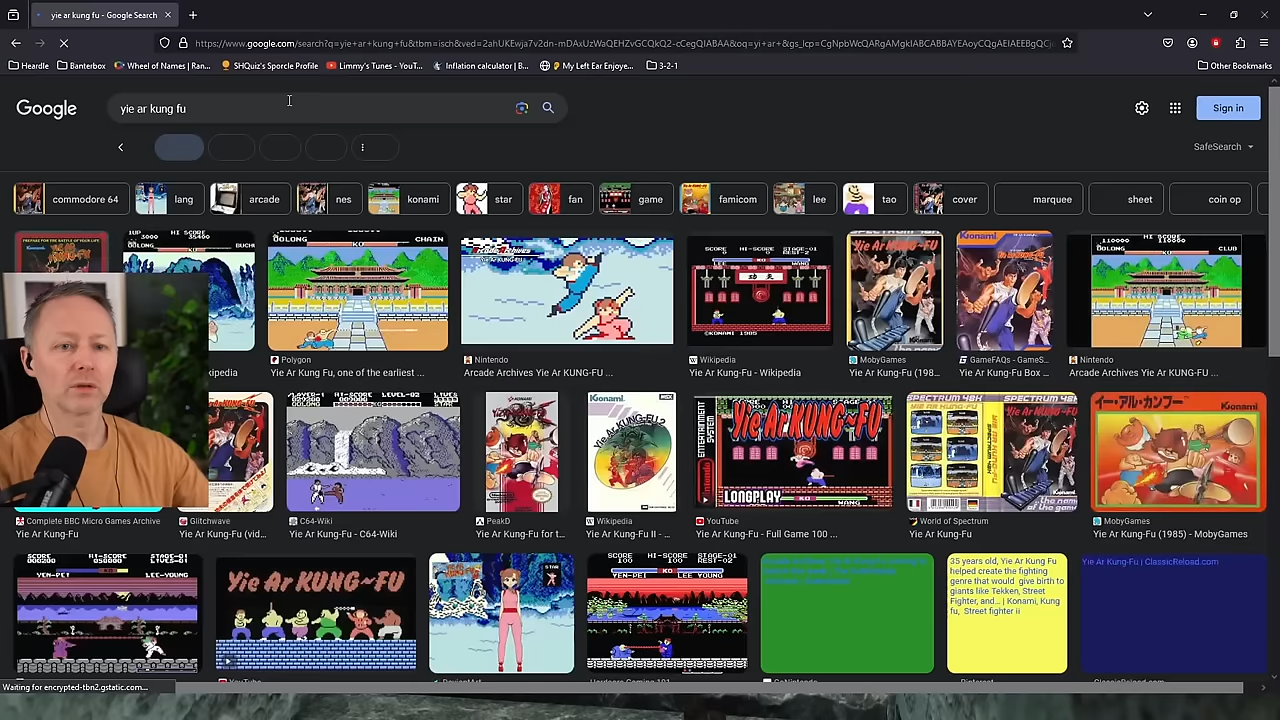 yie ar kung fu - Google Search
https://www.google.com/search?q=yie+ar+kung+fu&tbm=isch&ved=2ahUKEwja7v2dn-mDAxUzWaQEHZvGCQkQ2-cCegQIABAA&oq=yi+ar+&gs_lcp=CgNpbWcQARgAMgkIABCABBAYEAoyCQgAEIAEEBgQCj
Heardle
Banterbox
Wheel of Names | Ran...
SHQuiz's Sporcle Profile
Limmy's Tunes - YouT...
Inflation calculator | B...
My Left Ear Enjoye...
3-2-1
Other Bookmarks
Google
yie ar kung fu
Sign in
SafeSearch
commodore 64
lang
arcade
nes
konami
star
fan
game
famicom
lee
tao
cover
marquee
sheet
coin op
kipedia
Polygon
Yie Ar Kung Fu, one of the earliest ...
Nintendo
Arcade Archives Yie Ar KUNG-FU ...
Wikipedia
Yie Ar Kung-Fu - Wikipedia
MobyGames
Yie Ar Kung-Fu (198...
GameFAQs - GameS...
Yie Ar Kung-Fu Box ...
Nintendo
Arcade Archives Yie Ar KUNG-FU ...
Complete BBC Micro Games Archive
Yie Ar Kung-Fu
Glitchwave
Yie Ar Kung-Fu (vid...
C64-Wiki
Yie Ar Kung-Fu - C64-Wiki
PeakD
Yie Ar Kung-Fu for t...
Wikipedia
Yie Ar Kung-Fu II - ...
Yie Ar KUNG~FU
LONGPLAY
YouTube
Yie Ar Kung-Fu - Full Game 100 ...
World of Spectrum
Yie Ar Kung-Fu
イー・アル・カンフー
Konami
MobyGames
Yie Ar Kung-Fu (1985) - MobyGames
Yie Ar KUNG~FU
35 years old, Yie Ar Kung Fu
helped create the fighting
genre that would give birth to
giants like Tekken, Street
Fighter, and... | Konami, Kung
fu, Street fighter ii
Yie Ar Kung-Fu | ClassicReload.com
Waiting for encrypted-tbn2.gstatic.com...